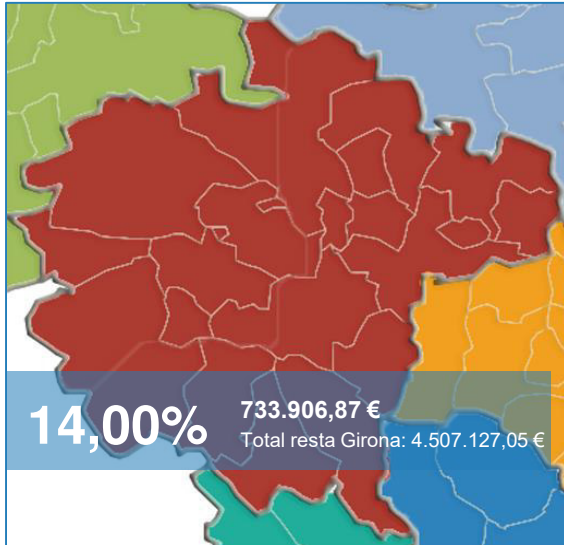 14,00%
733.906,87 €
Total resta Girona: 4.507.127,05 €